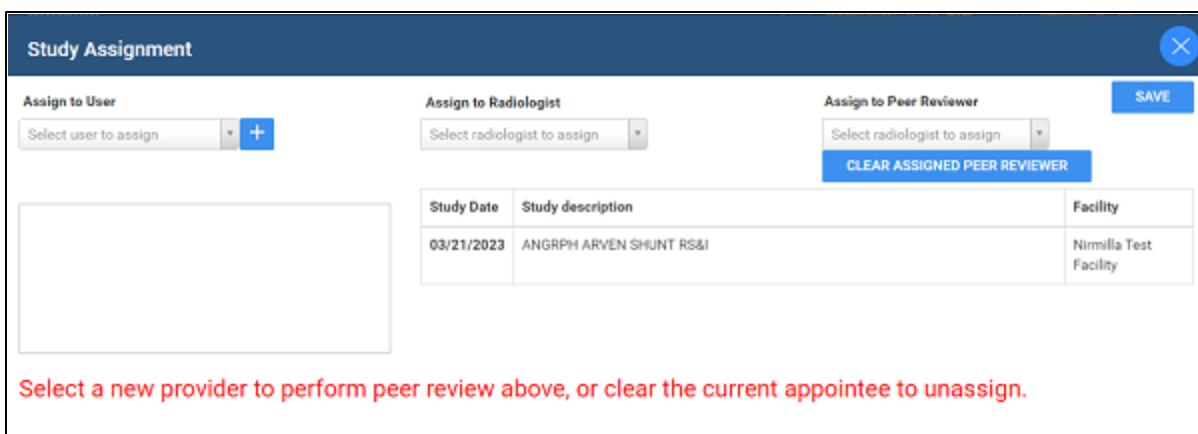 Study Assignment
Assign to User
Assign to Radiologist
Assign to Peer Reviewer
SAVE
Select user to assign
+
Select radiologist to assign
Select radiologist to assign
CLEAR ASSIGNED PEER REVIEWER
Study Date Study description Facility
03/21/2023 ANGRPH ARVEN SHUNT RS&I Nirmilla Test
Facility
Select a new provider to perform peer review above, or clear the current appointee to unassign.